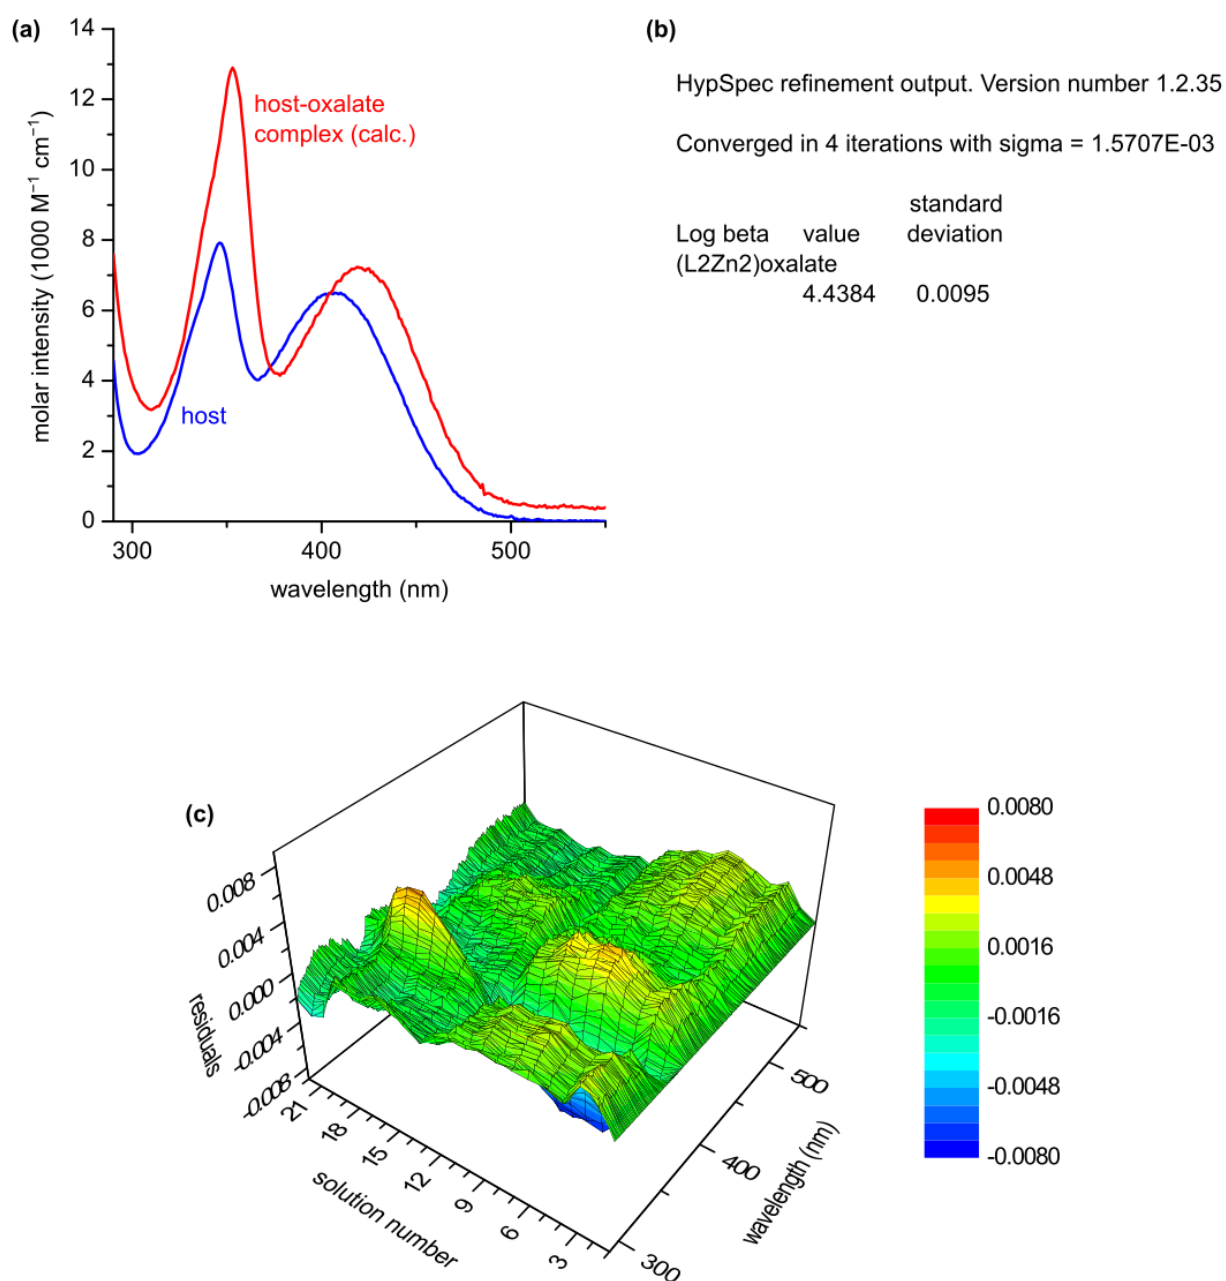 (a)
14
12
10
8
6
4
2
0
molar intensity (1000 M⁻¹ cm⁻¹)
host-oxalate
complex (calc.)
host
300
400
500
wavelength (nm)
(b)
HypSpec refinement output. Version number 1.2.35
Converged in 4 iterations with sigma = 1.5707E-03
standard
Log beta value deviation
(L2Zn2)oxalate
4.4384 0.0095
(c)
0.008
0.004
0.000
-0.004
-0.008
residuals
21
18
15
12
9
6
3
solution number
300
400
500
wavelength (nm)
0.0080
0.0048
0.0016
-0.0016
-0.0048
-0.0080